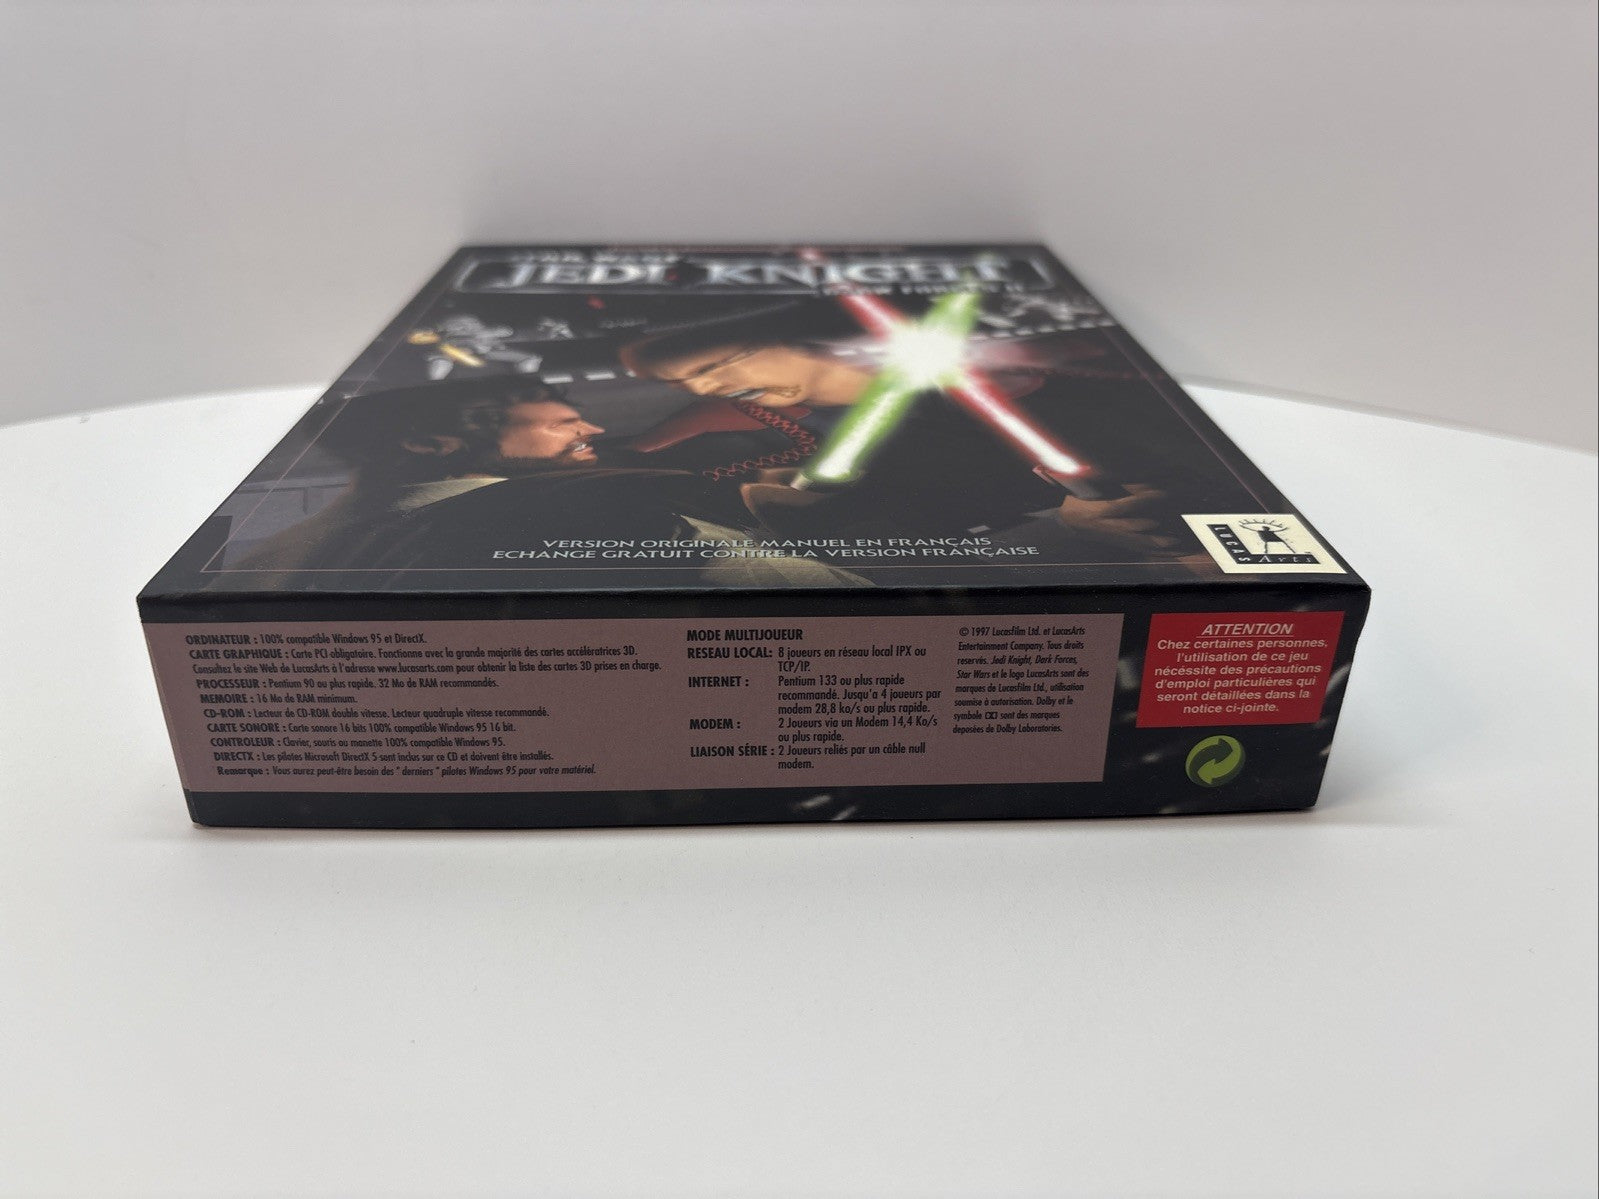 STAR WARS
JEDI KNIGHT
DARK FORCES II
VERSION ORIGINALE MANUEL EN FRANÇAIS
ECHANGE GRATUIT CONTRE LA VERSION FRANÇAISE
LUCAS
Arts
ORDINATEUR : 100% compatible Windows 95 et DirectX.
CARTE GRAPHIQUE : Carte PCI obligatoire. Fonctionne avec la grande majorité des cartes accélératrices 3D.
Consultez le site Web de LucasArts à l'adresse www.lucasarts.com pour obtenir la liste des cartes 3D prises en charge.
PROCESSEUR : Pentium 90 ou plus rapide. 32 Mo de RAM recommandés.
MEMOIRE : 16 Mo de RAM minimum.
CD-ROM : Lecteur de CD-ROM double vitesse. Lecteur quadruple vitesse recommandé.
CARTE SONORE : Carte sonore 16 bits 100% compatible Windows 95 16 bit.
CONTROLEUR : Clavier, souris ou manette 100% compatible Windows 95.
DIRECTX : Les pilotes Microsoft DirectX 5 sont inclus sur ce CD et doivent être installés.
Remarque : Vous aurez peut-être besoin des " derniers " pilotes Windows 95 pour votre matériel.
MODE MULTIJOUEUR
RESEAU LOCAL: 8 joueurs en réseau local IPX ou
TCP/IP.
INTERNET : Pentium 133 ou plus rapide
recommandé. Jusqu'a 4 joueurs par
modem 28,8 ko/s ou plus rapide.
MODEM : 2 Joueurs via un Modem 14,4 Ko/s
ou plus rapide.
LIAISON SÉRIE : 2 Joueurs reliés par un câble null
modem.
© 1997 Lucasfilm Ltd. et LucasArts
Entertainment Company. Tous droits
reservés. Jedi Knight, Dark Forces,
Star Wars et le logo LucasArts sont des
marques de Lucasfilm Ltd., utilisation
soumise à autorisation. Dolby et le
symbole sont des marques
deposées de Dolby Laboratories.
ATTENTION
Chez certaines personnes,
l'utilisation de ce jeu
nécéssite des précautions
d'emploi particulières qui
seront détaillées dans la
notice ci-jointe.